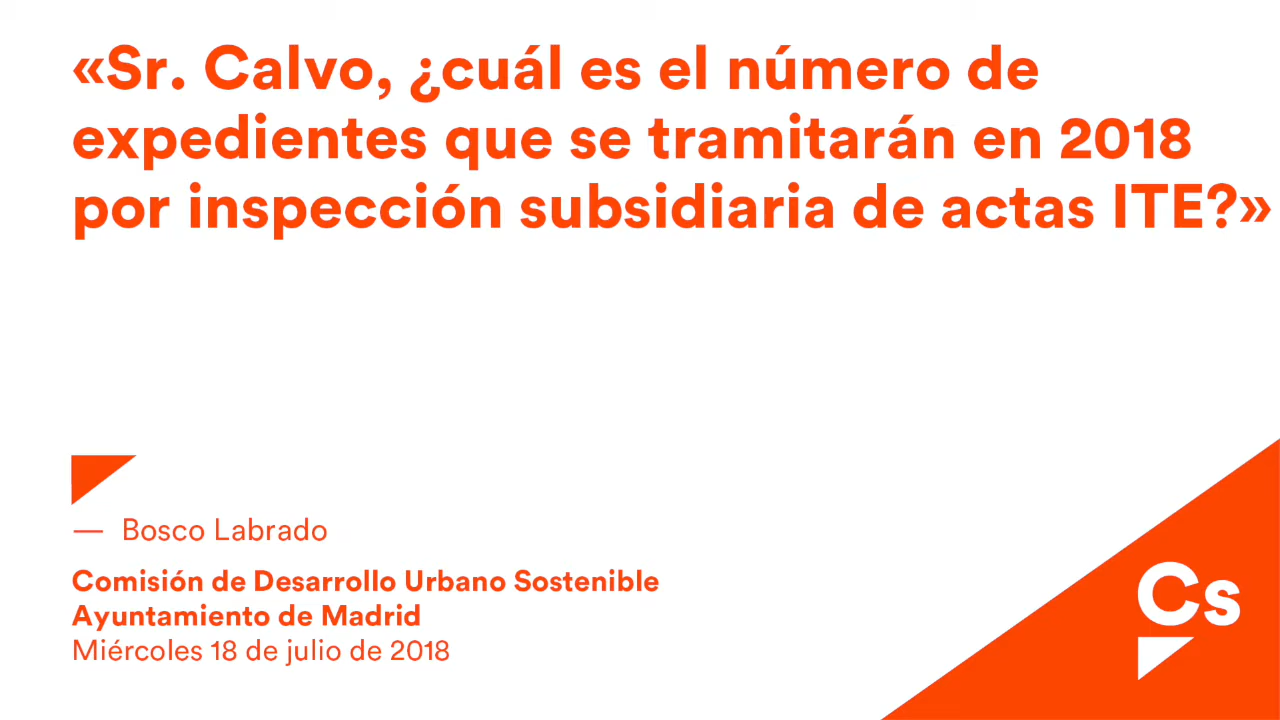 «Sr. Calvo, ¿cuál es el número de
expedientes que se tramitarán en 2018
por inspección subsidiaria de actas ITE?»
— Bosco Labrado
Comisión de Desarrollo Urbano Sostenible
Ayuntamiento de Madrid
Miércoles 18 de julio de 2018
Cs